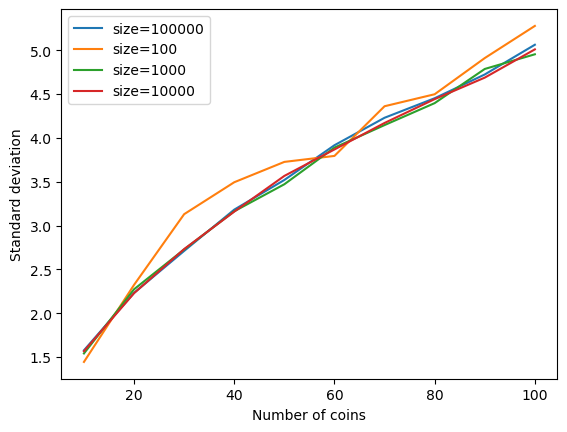 size=100000
size=100
size=1000
size=10000
5.0
4.5
4.0
3.5
3.0
2.5
2.0
1.5
Standard deviation
20 40 60 80 100
Number of coins